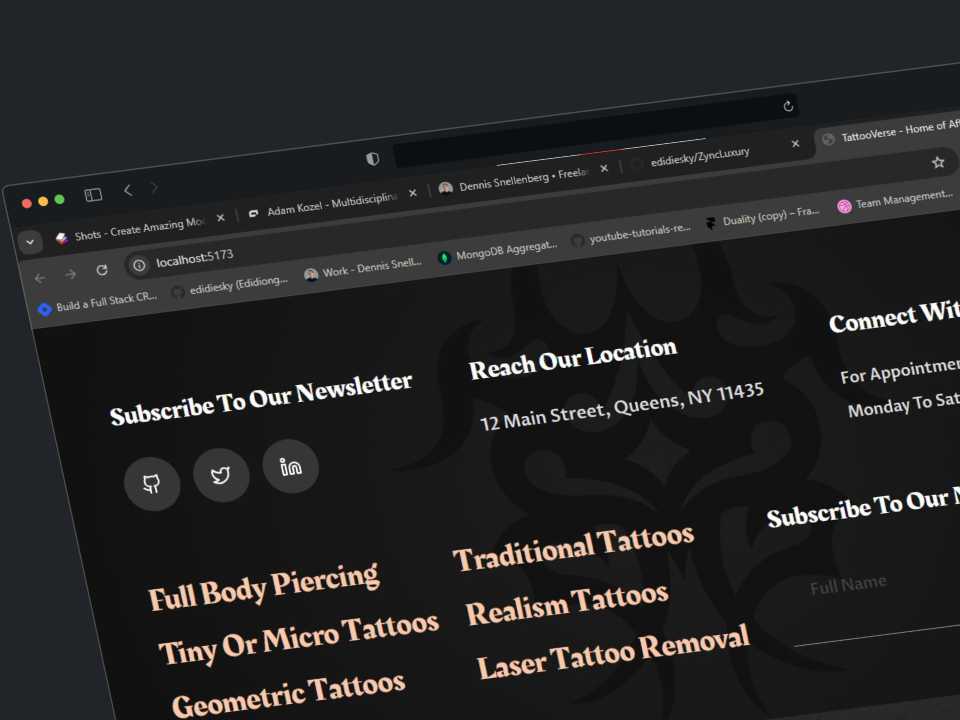 Shots - Create Amazing Moc
Adam Kozel - Multidisciplina
Dennis Snellenberg • Freelan
edidiesky/ZyncLuxury
TattooVerse - Home of Aff
localhost:5173
Build a Full Stack CR...
edidiesky (Edidiong...
Work - Dennis Snell...
MongoDB Aggregat...
youtube-tutorials-re...
Duality (copy) – Fra...
Team Management...
Subscribe To Our Newsletter
Reach Our Location
12 Main Street, Queens, NY 11435
Connect Wit
For Appointmen
Monday To Sat
Full Body Piercing
Tiny Or Micro Tattoos
Geometric Tattoos
Traditional Tattoos
Realism Tattoos
Laser Tattoo Removal
Subscribe To Our N
Full Name